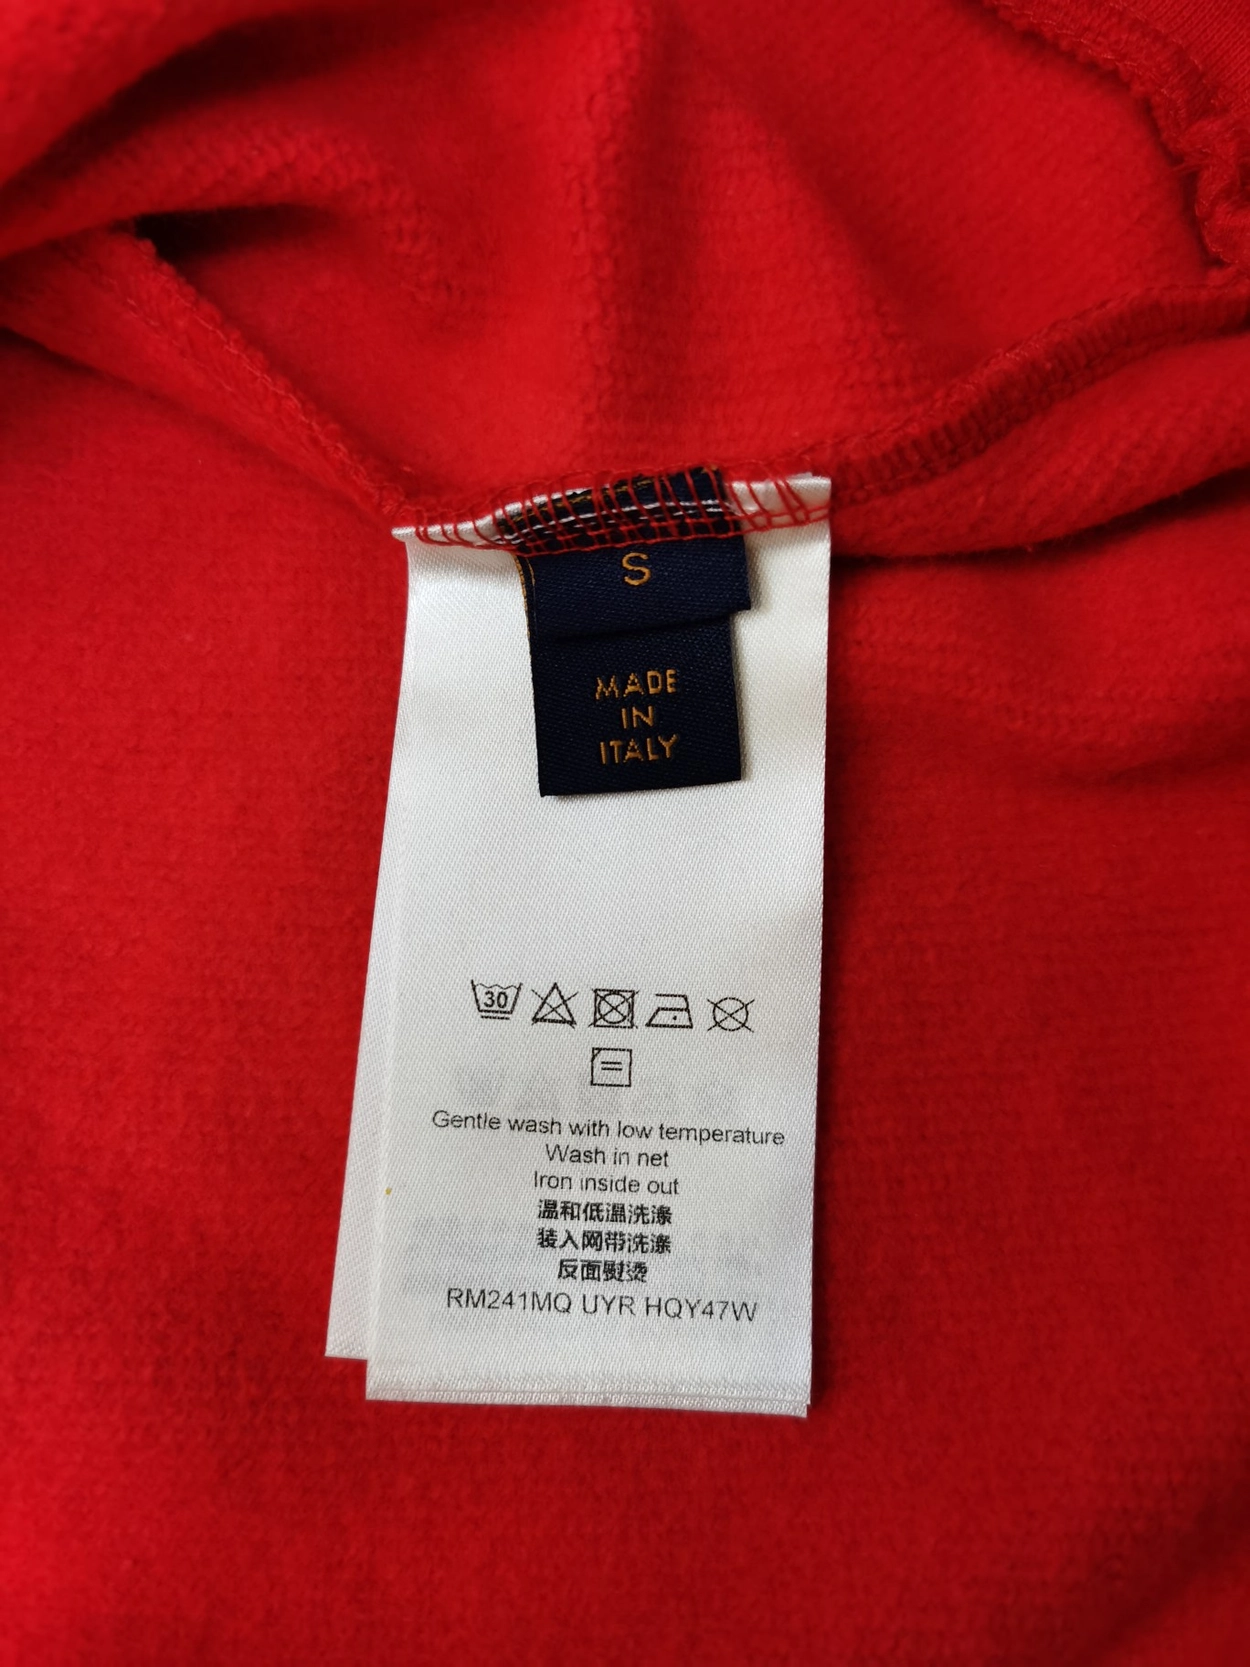 S
MADE
IN
ITALY
30
Gentle wash with low temperature
Wash in net
Iron inside out
温和低温洗涤
装入网带洗涤
反面熨烫
RM241MQ UYR HQY47W